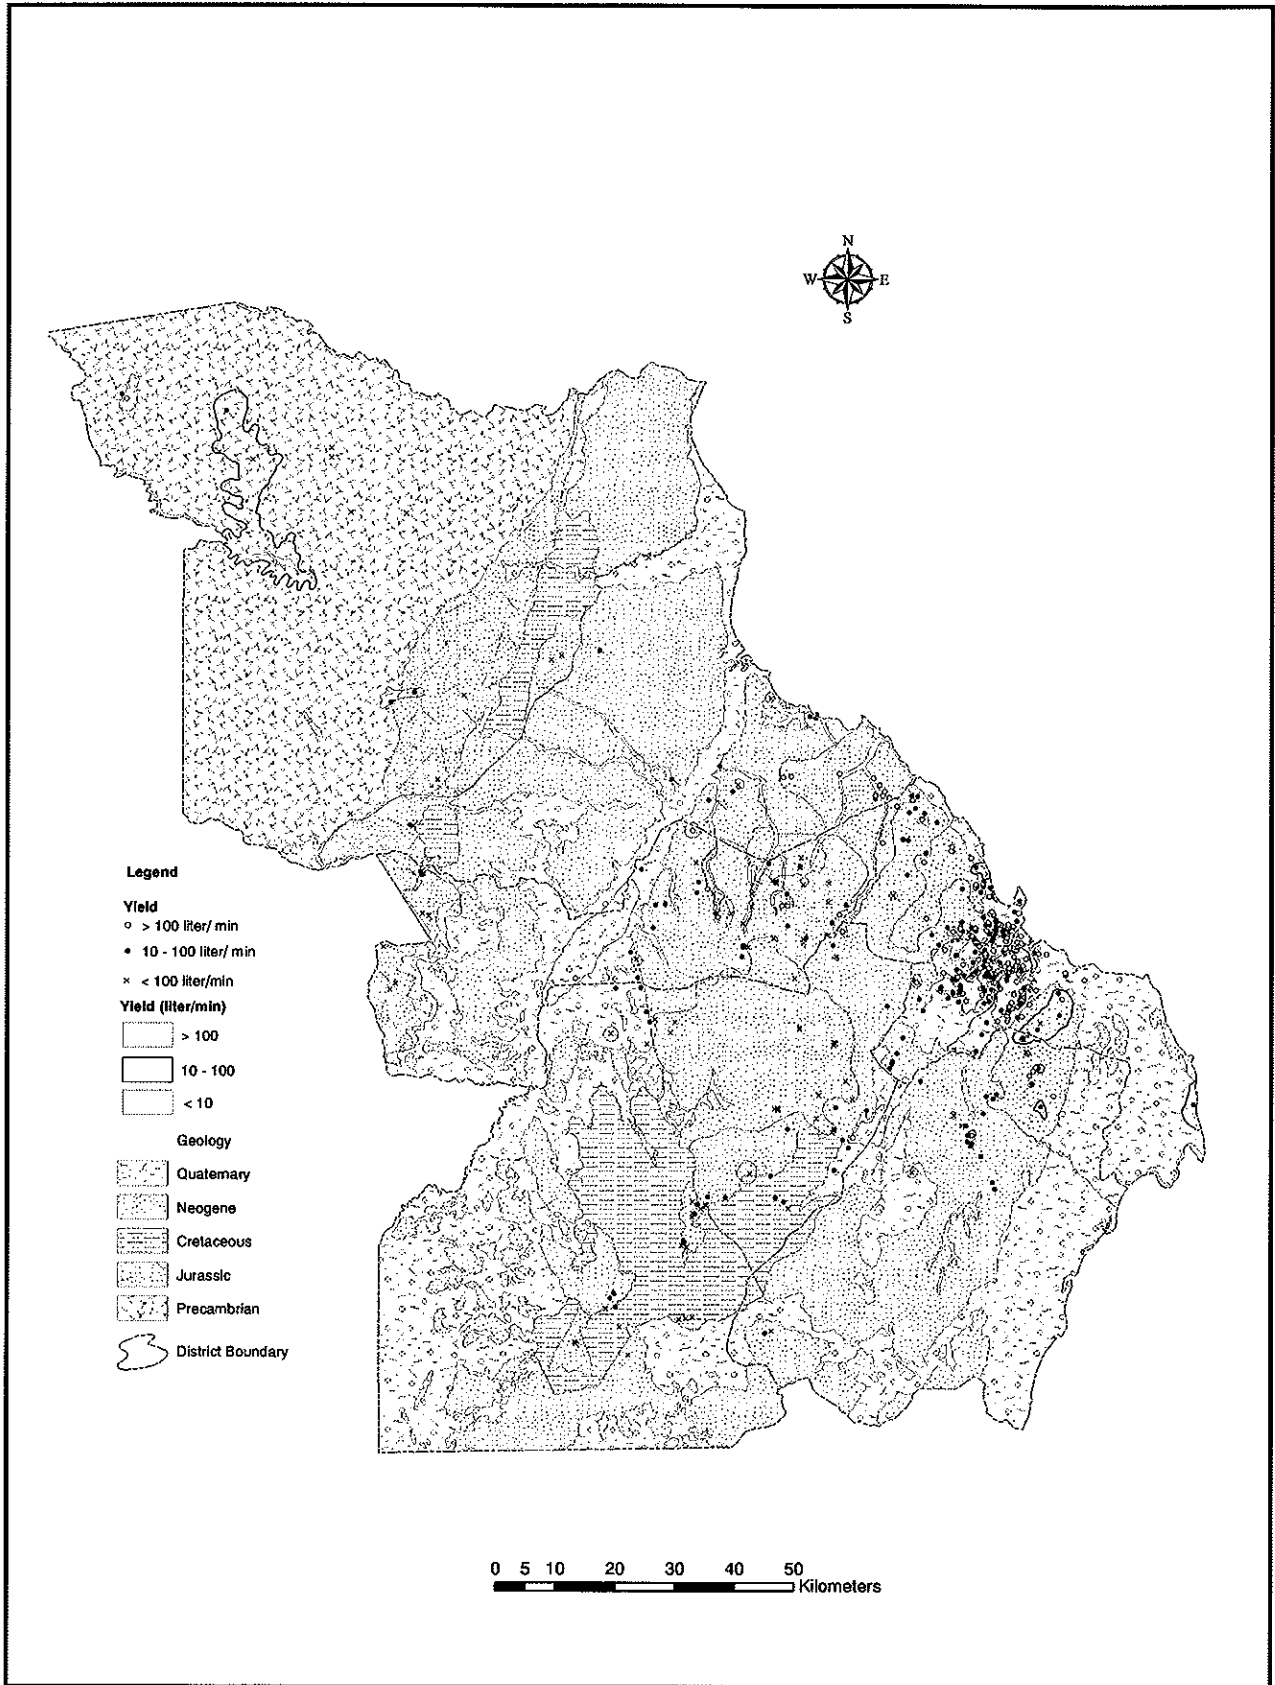 N
W E
S
Legend
Yield
> 100 liter/ min
10 - 100 liter/ min
< 100 liter/min
Yield (liter/min)
> 100
10 - 100
< 10
Geology
Quaternary
Neogene
Cretaceous
Jurassic
Precambrian
District Boundary
0 5 10 20 30 40 50
Kilometers